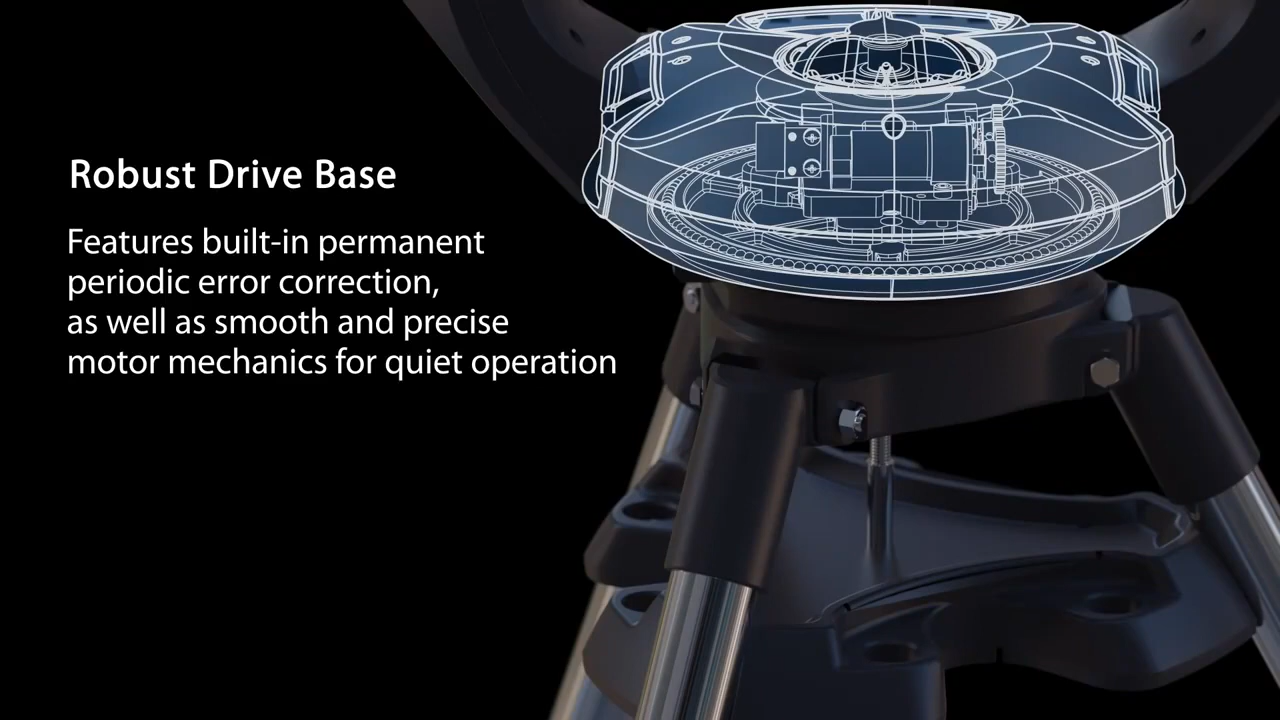 Robust Drive Base
Features built-in permanent
periodic error correction,
as well as smooth and precise
motor mechanics for quiet operation